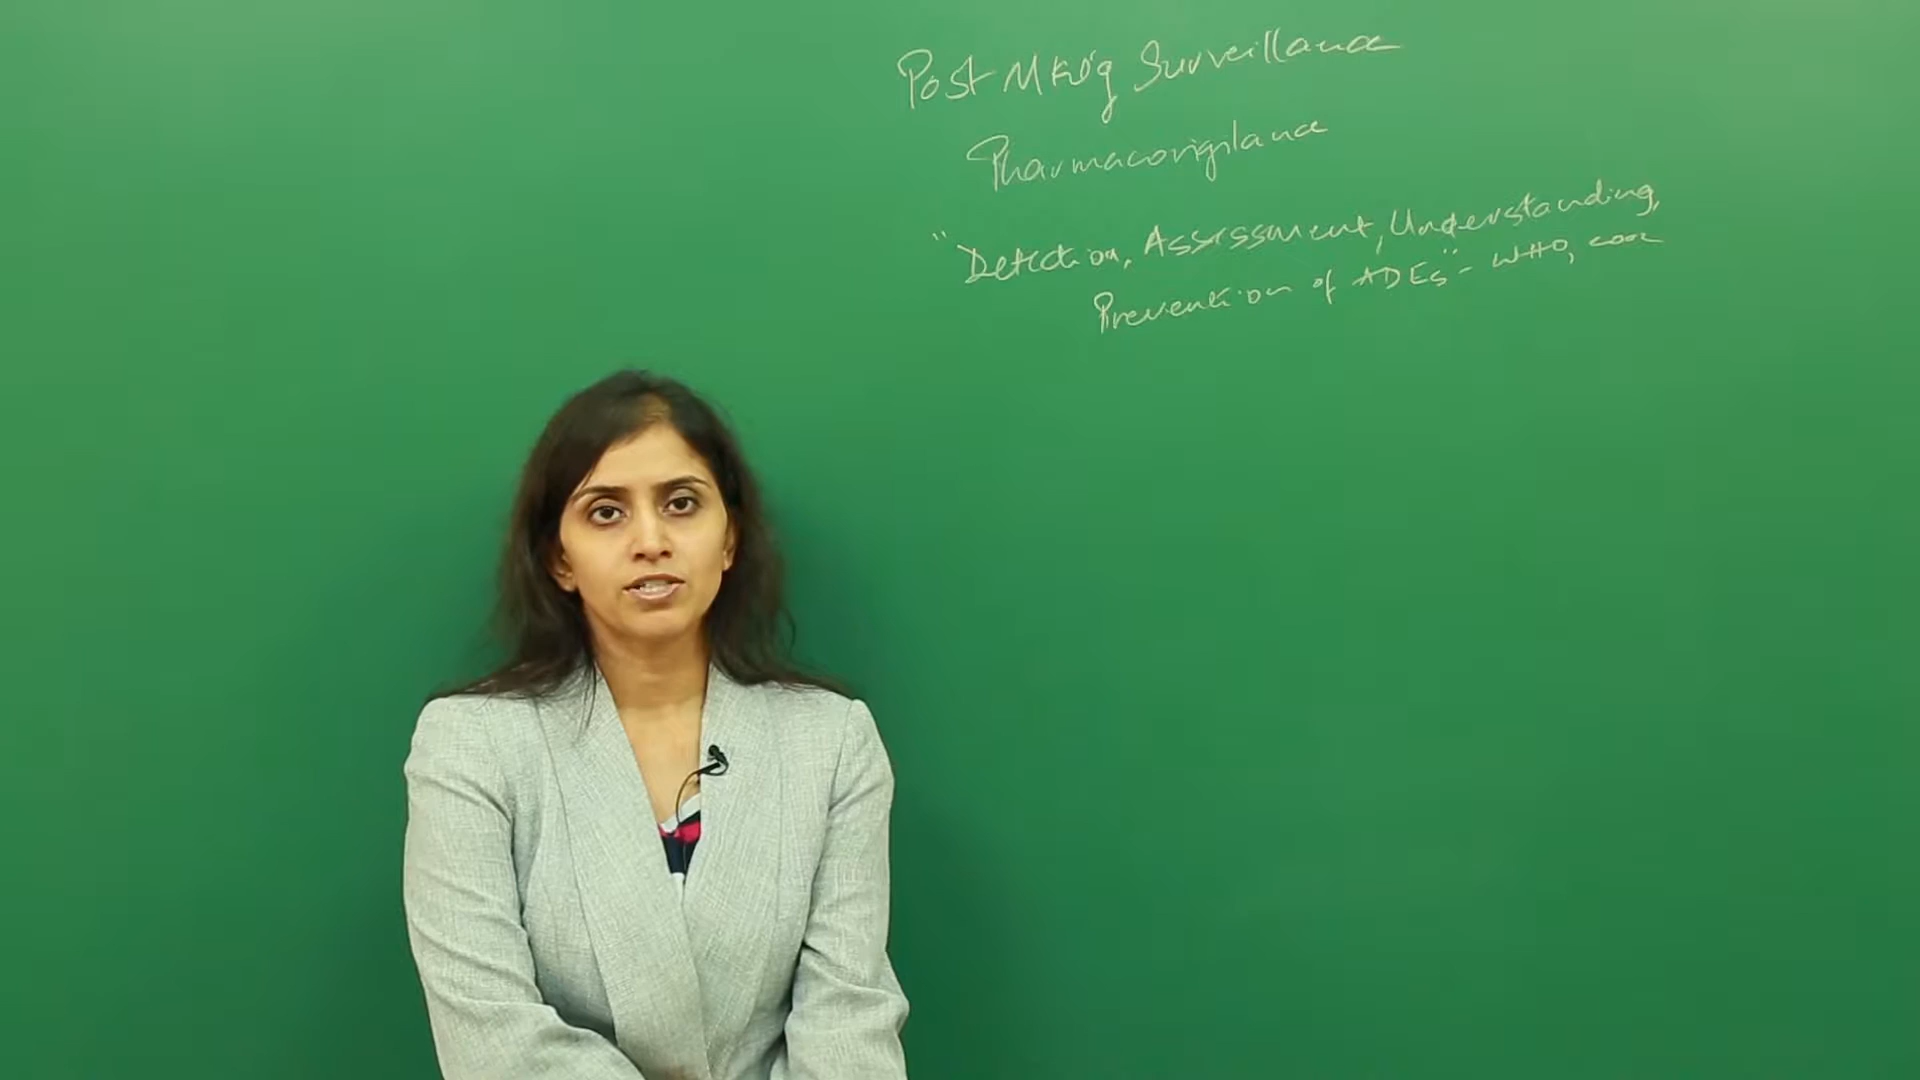 Post Mktg Surveillance
Pharmacovigilance
"Detection, Assessment, Understanding,
Prevention of ADEs" - WHO, 2002